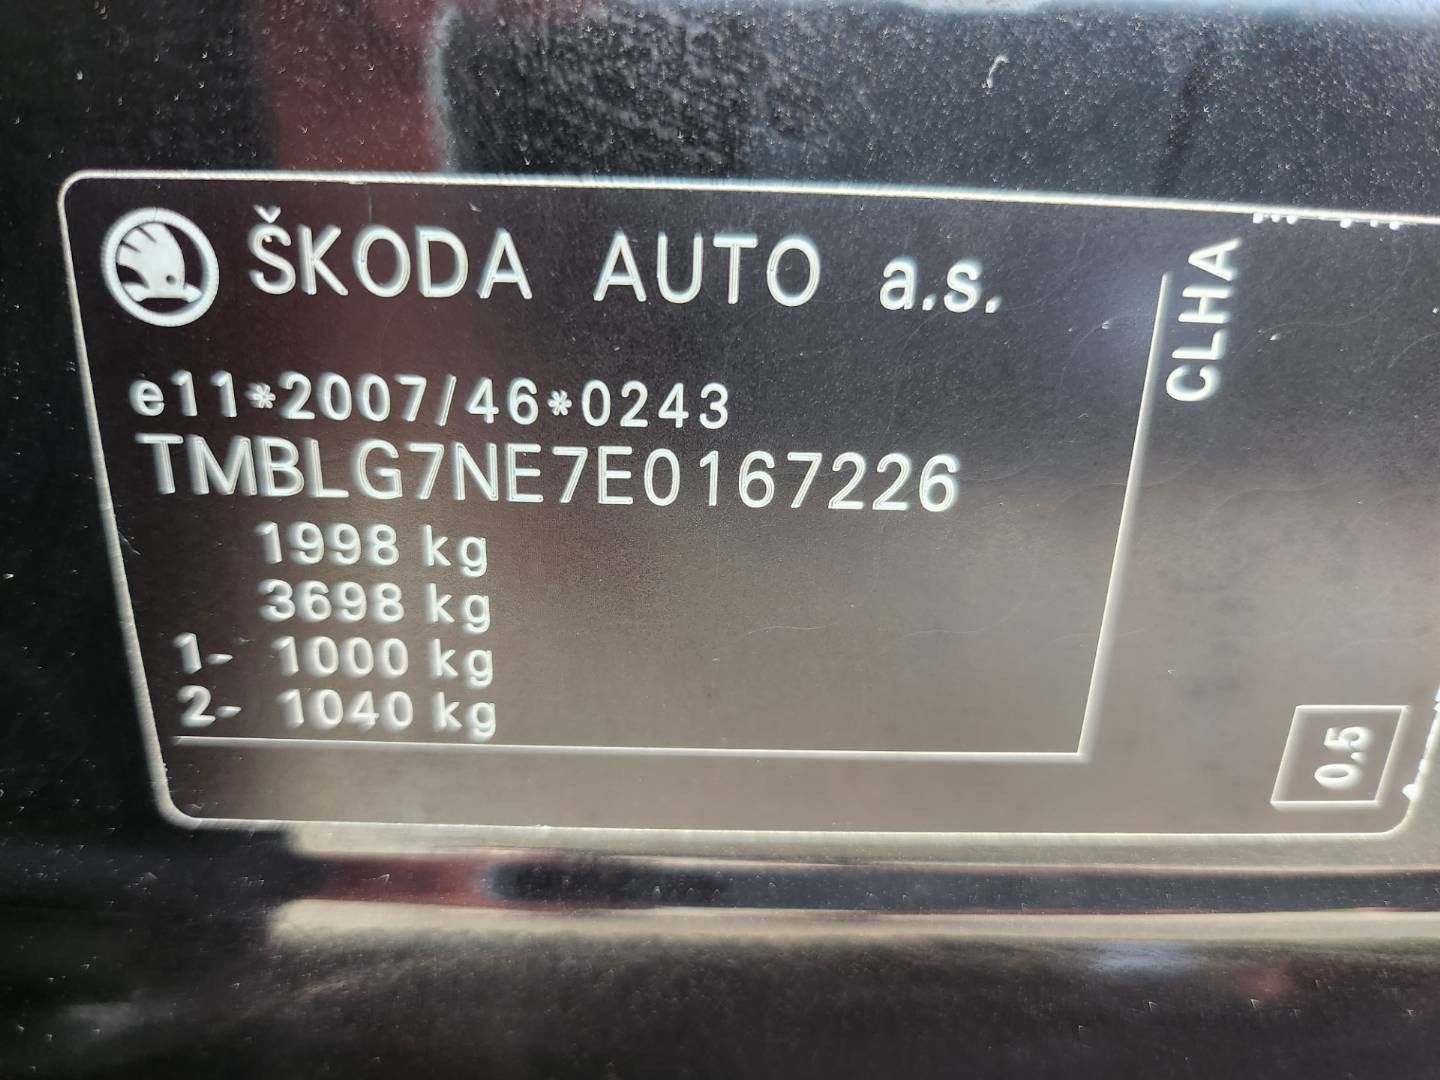 ŠKODA AUTO a.s.
e11*2007/46*0243
TMBLG7NE7E0167226
1998 kg
3698 kg
1- 1000 kg
2- 1040 kg
CLHA
0.5